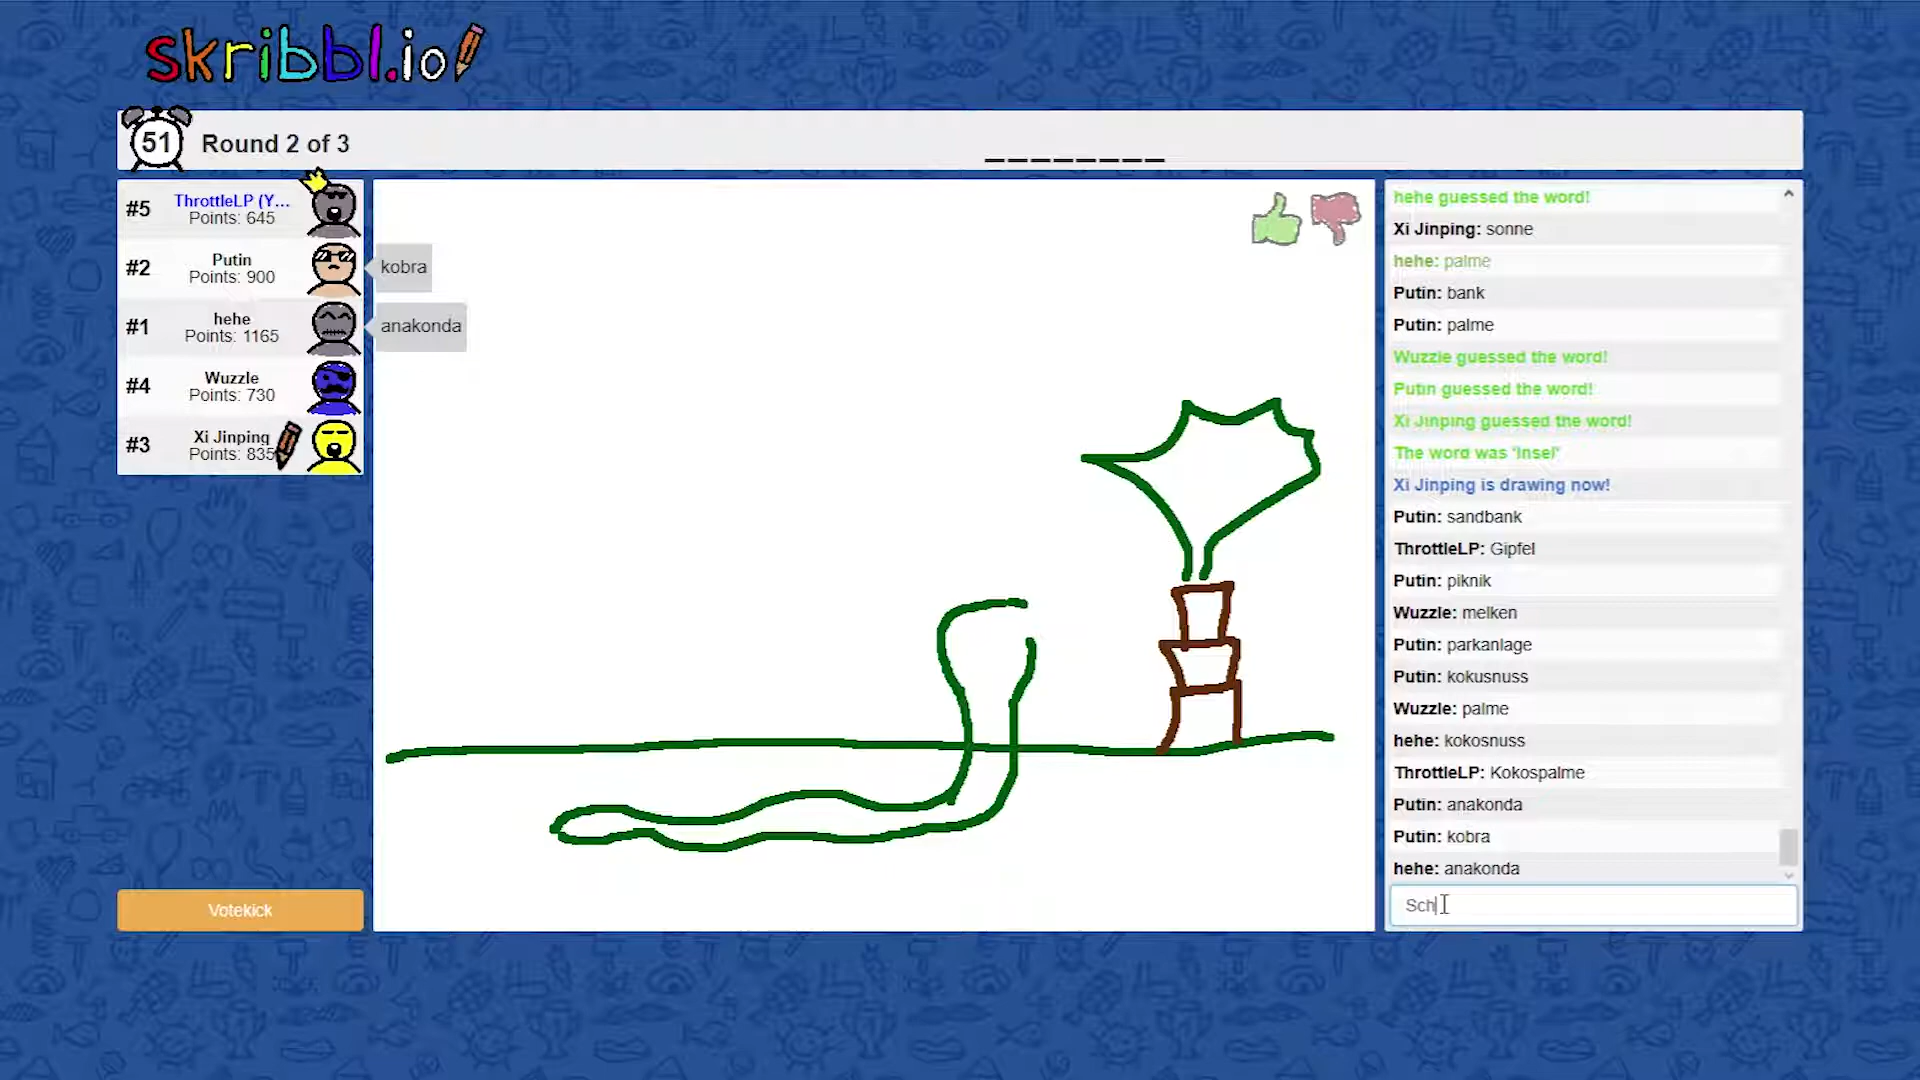 skribbl.io
51 Round 2 of 3
________
#5 ThrottleLP (Y...
Points: 645
#2 Putin
Points: 900
kobra
#1 hehe
Points: 1165
anakonda
#4 Wuzzle
Points: 730
#3 Xi Jinping
Points: 835
Votekick
hehe guessed the word!
Xi Jinping: sonne
hehe: palme
Putin: bank
Putin: palme
Wuzzle guessed the word!
Putin guessed the word!
Xi Jinping guessed the word!
The word was 'Insel'
Xi Jinping is drawing now!
Putin: sandbank
ThrottleLP: Gipfel
Putin: piknik
Wuzzle: melken
Putin: parkanlage
Putin: kokusnuss
Wuzzle: palme
hehe: kokosnuss
ThrottleLP: Kokospalme
Putin: anakonda
Putin: kobra
hehe: anakonda
Sch